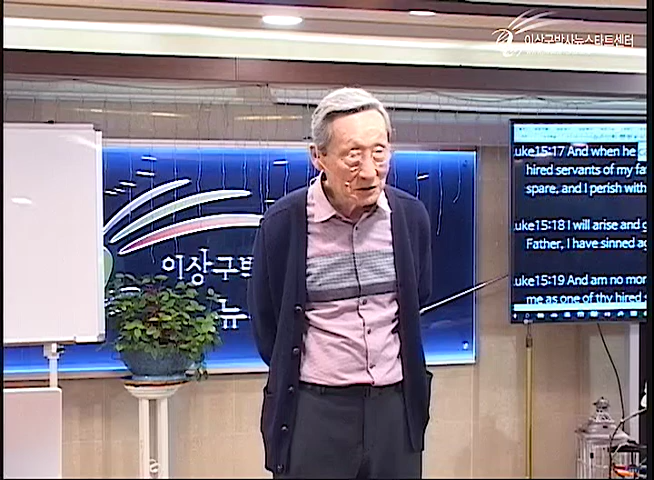 이상구박사뉴스타트센터
이상구박
뉴
uke15:17 And when he
hired servants of my fa
spare, and I perish with
uke15:18 I will arise and g
Father, I have sinned ag
uke15:19 And am no mor
me as one of thy hired